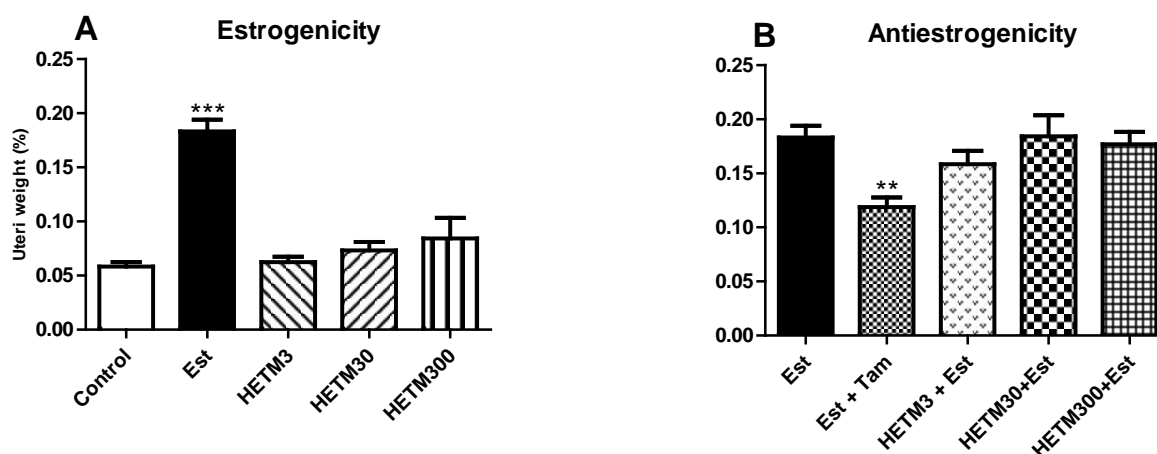 A
Estrogenicity
Uteri weight (%)
0.25
0.20
0.15
0.10
0.05
0.00
***
Control
Est
HETM3
HETM30
HETM300
B
Antiestrogenicity
0.25
0.20
0.15
0.10
0.05
0.00
**
Est
Est + Tam
HETM3 + Est
HETM30+Est
HETM300+Est